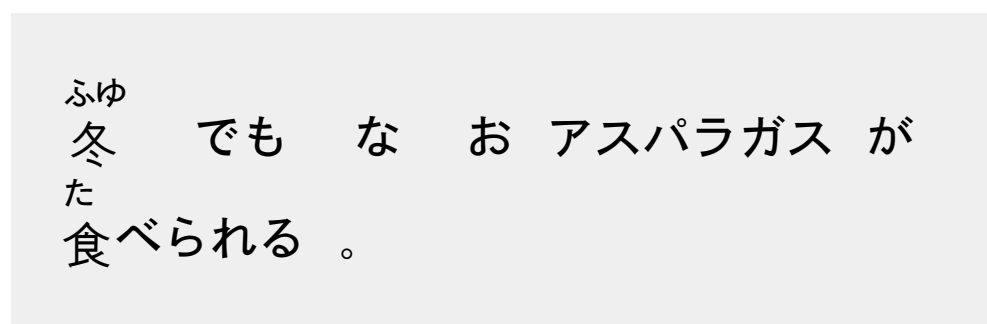 ふゆ
冬 でも な お アスパラガス が
た
食べられる 。